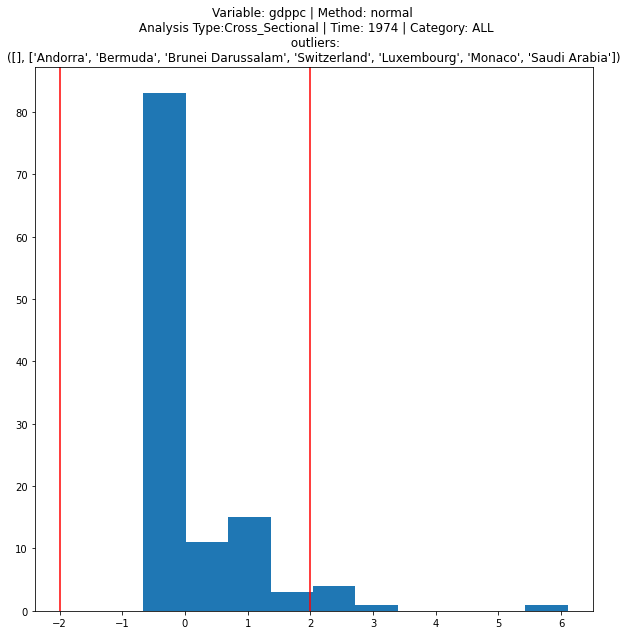 Variable: gdppc | Method: normal
Analysis Type:Cross_Sectional | Time: 1974 | Category: ALL
outliers:
([], ['Andorra', 'Bermuda', 'Brunei Darussalam', 'Switzerland', 'Luxembourg', 'Monaco', 'Saudi Arabia'])
80
70
60
50
40
30
20
10
0
−2 −1 0 1 2 3 4 5 6